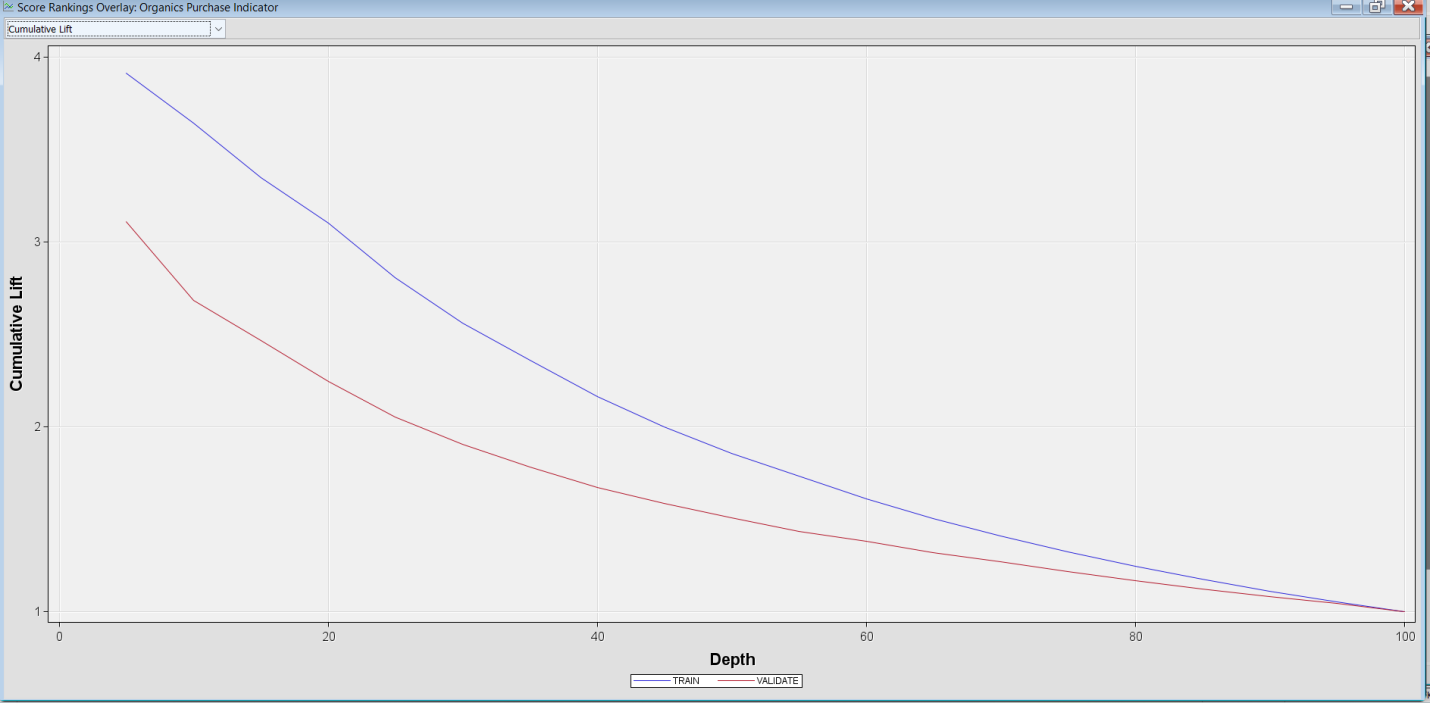 Score Rankings Overlay: Organics Purchase Indicator
Cumulative Lift
4
3
2
1
Cumulative Lift
0 20 40 60 80 100
Depth
TRAIN VALIDATE